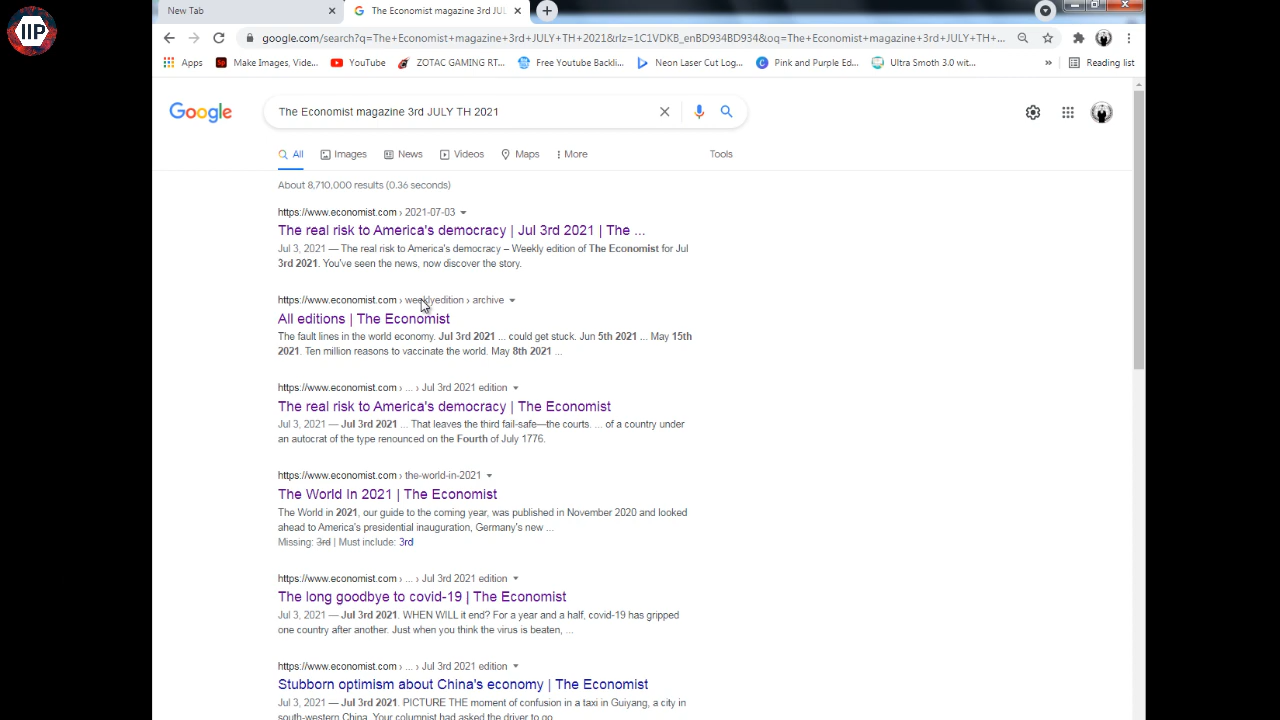 IIP
New Tab
The Economist magazine 3rd JUL
google.com/search?q=The+Economist+magazine+3rd+JULY+TH+2021&rlz=1C1VDKB_enBD934BD934&oq=The+Economist+magazine+3rd+JULY+TH+...
Apps
Sp
Make Images, Vide...
YouTube
ZOTAC GAMING RT...
Free Youtube Backli...
Neon Laser Cut Log...
Pink and Purple Ed...
Ultra Smoth 3.0 wit...
»
Reading list
Google
The Economist magazine 3rd JULY TH 2021
All
Images
News
Videos
Maps
More
Tools
About 8,710,000 results (0.36 seconds)
https://www.economist.com › 2021-07-03
The real risk to America's democracy | Jul 3rd 2021 | The ...
Jul 3, 2021 — The real risk to America's democracy – Weekly edition of The Economist for Jul
3rd 2021. You've seen the news, now discover the story.
https://www.economist.com › weeklyedition › archive
All editions | The Economist
The fault lines in the world economy. Jul 3rd 2021 ... could get stuck. Jun 5th 2021 ... May 15th
2021. Ten million reasons to vaccinate the world. May 8th 2021 ...
https://www.economist.com › ... › Jul 3rd 2021 edition
The real risk to America's democracy | The Economist
Jul 3, 2021 — Jul 3rd 2021 ... That leaves the third fail-safe—the courts. ... of a country under
an autocrat of the type renounced on the Fourth of July 1776.
https://www.economist.com › the-world-in-2021
The World In 2021 | The Economist
The World in 2021, our guide to the coming year, was published in November 2020 and looked
ahead to America's presidential inauguration, Germany's new ...
Missing: 3rd | Must include: 3rd
https://www.economist.com › ... › Jul 3rd 2021 edition
The long goodbye to covid-19 | The Economist
Jul 3, 2021 — Jul 3rd 2021. WHEN WILL it end? For a year and a half, covid-19 has gripped
one country after another. Just when you think the virus is beaten, ...
https://www.economist.com › ... › Jul 3rd 2021 edition
Stubborn optimism about China's economy | The Economist
Jul 3, 2021 — Jul 3rd 2021. PICTURE THE moment of confusion in a taxi in Guiyang, a city in
south-western China. Your columnist had asked the driver to go